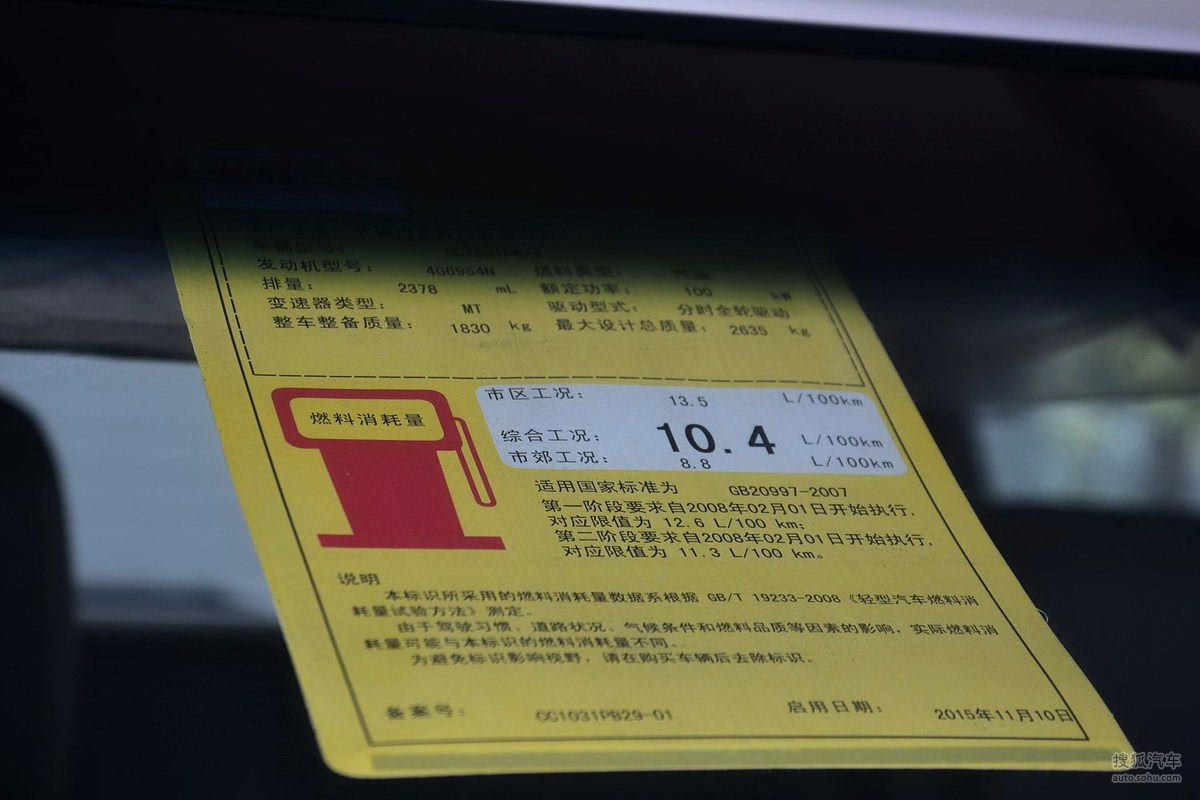 车辆型号: CC1031PB29
发动机型号: 4G69S4N 燃料类型: 汽油
排量: 2378 mL 额定功率: 100 kW
变速器类型: MT 驱动型式: 分时全轮驱动
整车整备质量: 1830 kg 最大设计总质量: 2635 kg
燃料消耗量
市区工况: 13.5 L/100km
综合工况: 10.4 L/100km
市郊工况: 8.8 L/100km
适用国家标准为 GB20997-2007
第一阶段要求自2008年02月01日开始执行,
对应限值为 12.6 L/100 km;
第二阶段要求自2008年02月01日开始执行,
对应限值为 11.3 L/100 km。
说明
本标识所采用的燃料消耗量数据系根据 GB/T 19233-2008《轻型汽车燃料消
耗量试验方法》测定。
由于驾驶习惯、道路状况、气候条件和燃料品质等因素的影响, 实际燃料消
耗量可能与本标识的燃料消耗量不同。
为避免标识影响视野, 请在购买车辆后去除标识。
备案号: CC1031PB29-01 启用日期: 2015年11月10日
搜狐汽车
auto.sohu.com